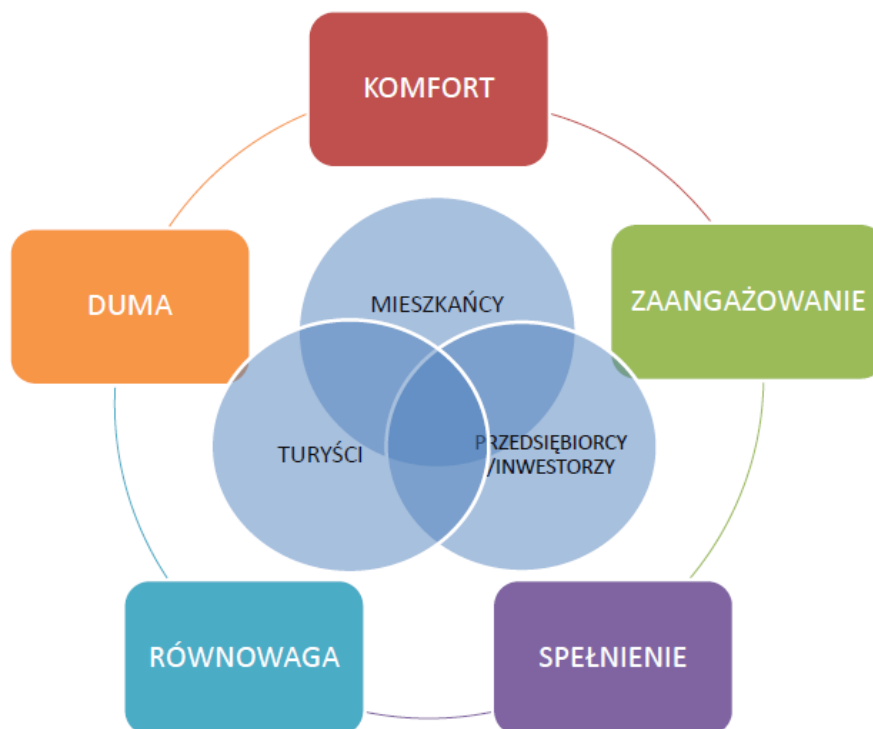 KOMFORT
DUMA
ZAANGAŻOWANIE
MIESZKAŃCY
TURYŚCI
PRZEDSIĘBIORCY
/INWESTORZY
RÓWNOWAGA
SPEŁNIENIE